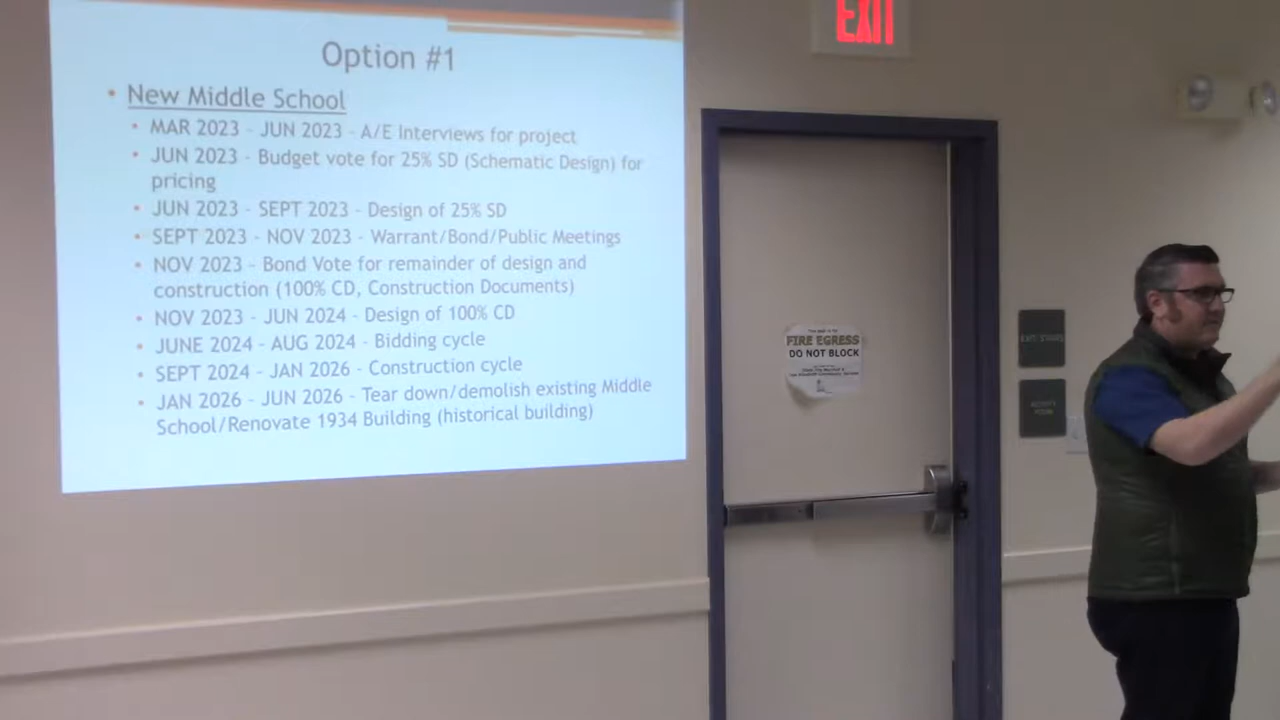 Option #1
• New Middle School
• MAR 2023 - JUN 2023 - A/E Interviews for project
• JUN 2023 - Budget vote for 25% SD (Schematic Design) for
pricing
• JUN 2023 - SEPT 2023 - Design of 25% SD
• SEPT 2023 - NOV 2023 - Warrant/Bond/Public Meetings
• NOV 2023 - Bond Vote for remainder of design and
construction (100% CD, Construction Documents)
• NOV 2023 - JUN 2024 - Design of 100% CD
• JUNE 2024 - AUG 2024 - Bidding cycle
• SEPT 2024 - JAN 2026 - Construction cycle
• JAN 2026 - JUN 2026 - Tear down/demolish existing Middle
School/Renovate 1934 Building (historical building)
EXIT
FIRE EGRESS
DO NOT BLOCK